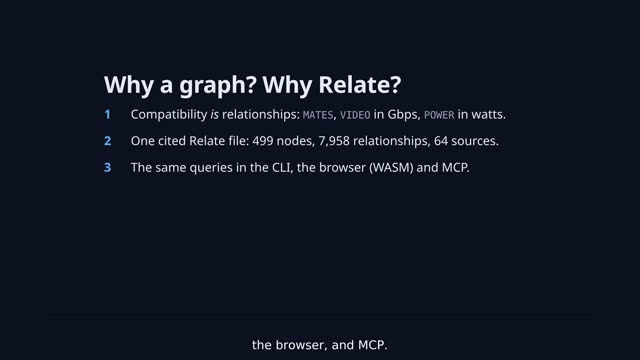 Why a graph? Why Relate?
1 Compatibility is relationships: MATES, VIDEO in Gbps, POWER in watts.
2 One cited Relate file: 499 nodes, 7,958 relationships, 64 sources.
3 The same queries in the CLI, the browser (WASM) and MCP.
the browser, and MCP.